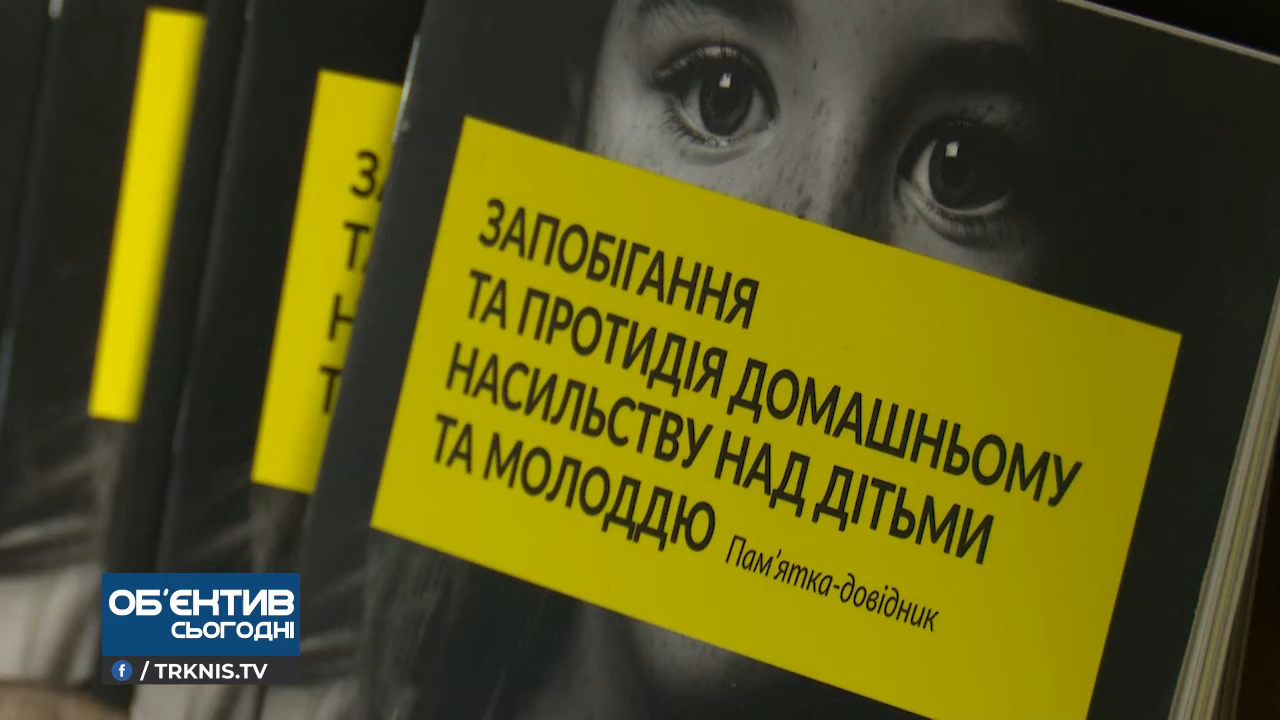 ЗАПОБІГАННЯ
ТА ПРОТИДІЯ ДОМАШНЬОМУ
НАСИЛЬСТВУ НАД ДІТЬМИ
ТА МОЛОДДЮ Пам'ятка-довідник
ОБ'ЄКТИВ
СЬОГОДНІ
f / TRKNIS.TV